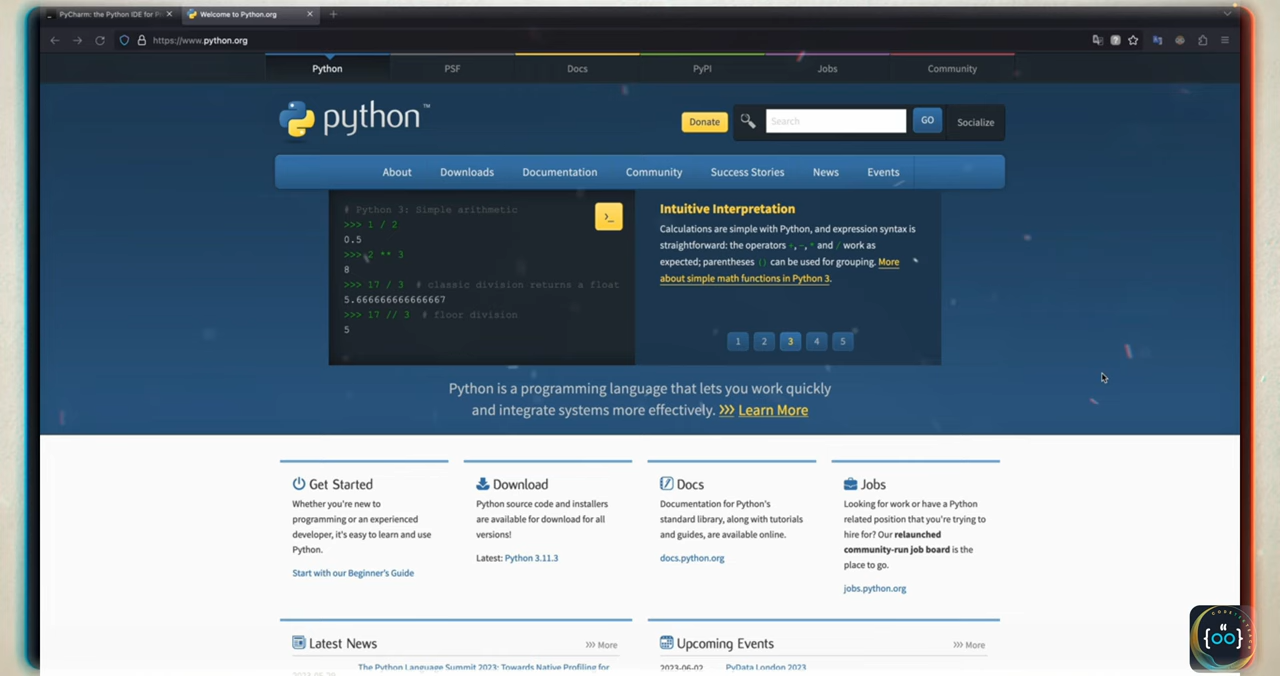 PyCharm: the Python IDE for P
Welcome to Python.org
https://www.python.org
Python
PSF
Docs
PyPI
Jobs
Community
python™
Donate
Search
GO
Socialize
About
Downloads
Documentation
Community
Success Stories
News
Events
# Python 3: Simple arithmetic
>>> 1 / 2
0.5
>>> 2 ** 3
8
>>> 17 / 3 # classic division returns a float
5.666666666666667
>>> 17 // 3 # floor division
5
>_
Intuitive Interpretation
Calculations are simple with Python, and expression syntax is
straightforward: the operators +, -, * and / work as
expected; parentheses () can be used for grouping. More
about simple math functions in Python 3.
1 2 3 4 5
Python is a programming language that lets you work quickly
and integrate systems more effectively. >>> Learn More
Get Started
Whether you're new to
programming or an experienced
developer, it's easy to learn and use
Python.
Start with our Beginner's Guide
Download
Python source code and installers
are available for download for all
versions!
Latest: Python 3.11.3
Docs
Documentation for Python's
standard library, along with tutorials
and guides, are available online.
docs.python.org
Jobs
Looking for work or have a Python
related position that you're trying to
hire for? Our relaunched
community-run job board is the
place to go.
jobs.python.org
Latest News
>>> More
The Python Language Summit 2023: Towards Native Profiling for
Upcoming Events
>>> More
2023-06-02 PyData London 2023